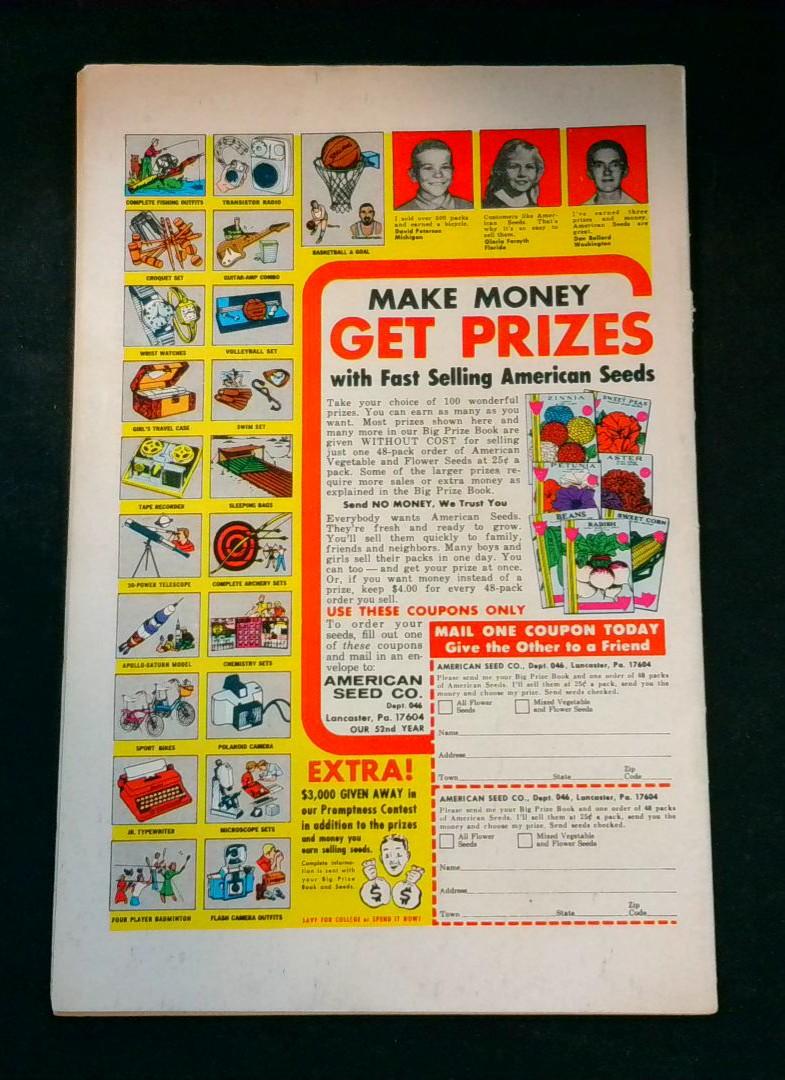 COMPLETE FISHING OUTFITS
TRANSISTOR RADIO
BASKETBALL & GOAL
CROQUET SET
GUITAR-AMP COMBO
WRIST WATCHES
VOLLEYBALL SET
GIRL'S TRAVEL CASE
SWIM SET
TAPE RECORDER
SLEEPING BAGS
30-POWER TELESCOPE
COMPLETE ARCHERY SETS
APOLLO-SATURN MODEL
CHEMISTRY SETS
SPORT BIKES
POLAROID CAMERA
JR. TYPEWRITER
MICROSCOPE SETS
FOUR PLAYER BADMINTON
FLASH CAMERA OUTFITS
I sold over 500 packs
and earned a bicycle.
David Peterson
Michigan
Customers like Amer-
ican Seeds. That's
why it's so easy to
sell them.
Gloria Forsyth
Florida
I've earned three
prizes and money.
American Seeds are
great.
Dan Ballard
Washington
MAKE MONEY
GET PRIZES
with Fast Selling American Seeds
Take your choice of 100 wonderful
prizes. You can earn as many as you
want. Most prizes shown here and
many more in our Big Prize Book are
given WITHOUT COST for selling
just one 48-pack order of American
Vegetable and Flower Seeds at 25¢ a
pack. Some of the larger prizes re-
quire more sales or extra money as
explained in the Big Prize Book.
Send NO MONEY, We Trust You
Everybody wants American Seeds.
They're fresh and ready to grow.
You'll sell them quickly to family,
friends and neighbors. Many boys and
girls sell their packs in one day. You
can too — and get your prize at once.
Or, if you want money instead of a
prize, keep $4.00 for every 48-pack
order you sell.
ZINNIA
SWEET PEAS
PETUNIA
ASTER
BEANS
RADISH
SWEET CORN
USE THESE COUPONS ONLY
To order your
seeds, fill out one
of these coupons
and mail in an en-
velope to:
AMERICAN
SEED CO.
Dept. 046
Lancaster, Pa. 17604
OUR 52nd YEAR
EXTRA!
$3,000 GIVEN AWAY in
our Promptness Contest
in addition to the prizes
and money you
earn selling seeds.
Complete informa-
tion is sent with
your Big Prize
Book and Seeds.
SAVE FOR COLLEGE or SPEND IT NOW!
MAIL ONE COUPON TODAY
Give the Other to a Friend
AMERICAN SEED CO., Dept. 046, Lancaster, Pa. 17604
Please send me your Big Prize Book and one order of 48 packs
of American Seeds. I'll sell them at 25¢ a pack, send you the
money and choose my prize. Send seeds checked.
All Flower Seeds
Mixed Vegetable and Flower Seeds
Name
Address
Town State Zip Code
AMERICAN SEED CO., Dept. 046, Lancaster, Pa. 17604
Please send me your Big Prize Book and one order of 48 packs
of American Seeds. I'll sell them at 25¢ a pack, send you the
money and choose my prize. Send seeds checked.
All Flower Seeds
Mixed Vegetable and Flower Seeds
Name
Address
Town State Zip Code